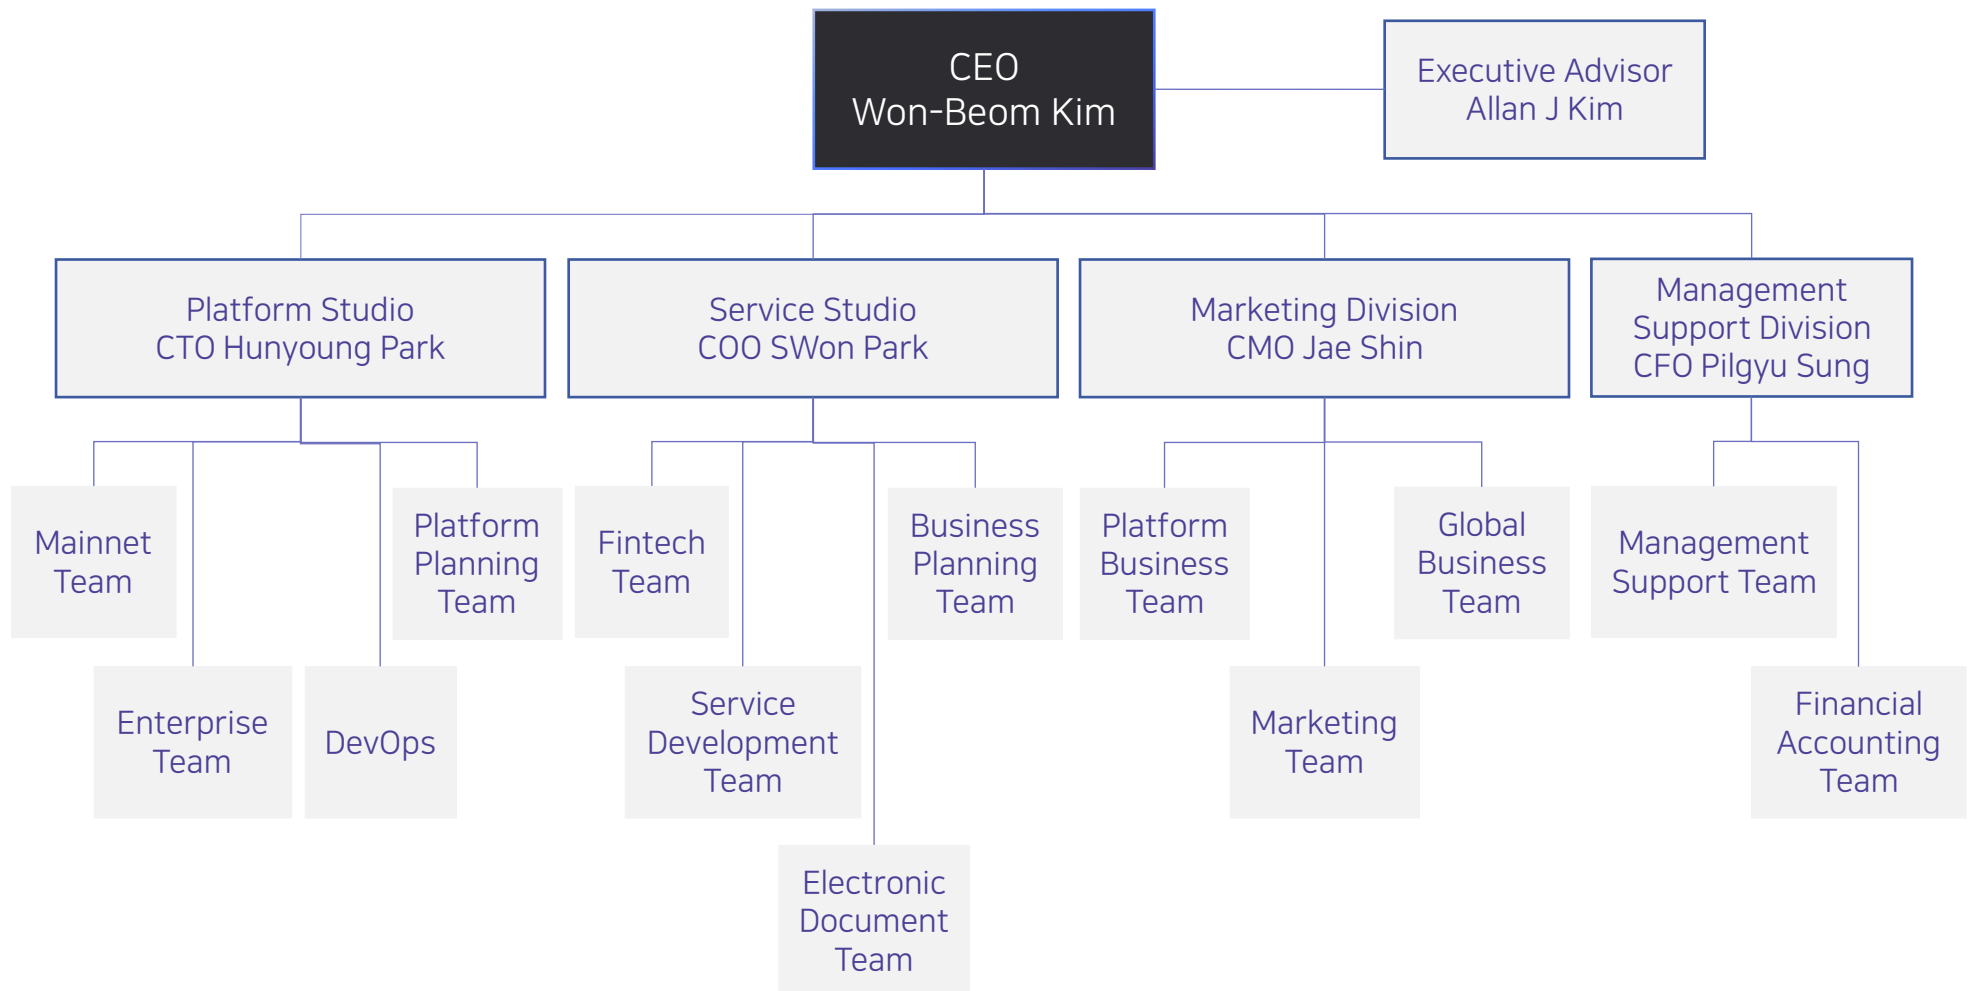 CEO
Won-Beom Kim
Executive Advisor
Allan J Kim
Platform Studio
CTO Hunyoung Park
Service Studio
COO SWon Park
Marketing Division
CMO Jae Shin
Management
Support Division
CFO Pilgyu Sung
Mainnet
Team
Platform
Planning
Team
Fintech
Team
Business
Planning
Team
Platform
Business
Team
Global
Business
Team
Management
Support Team
Enterprise
Team
DevOps
Service
Development
Team
Marketing
Team
Financial
Accounting
Team
Electronic
Document
Team